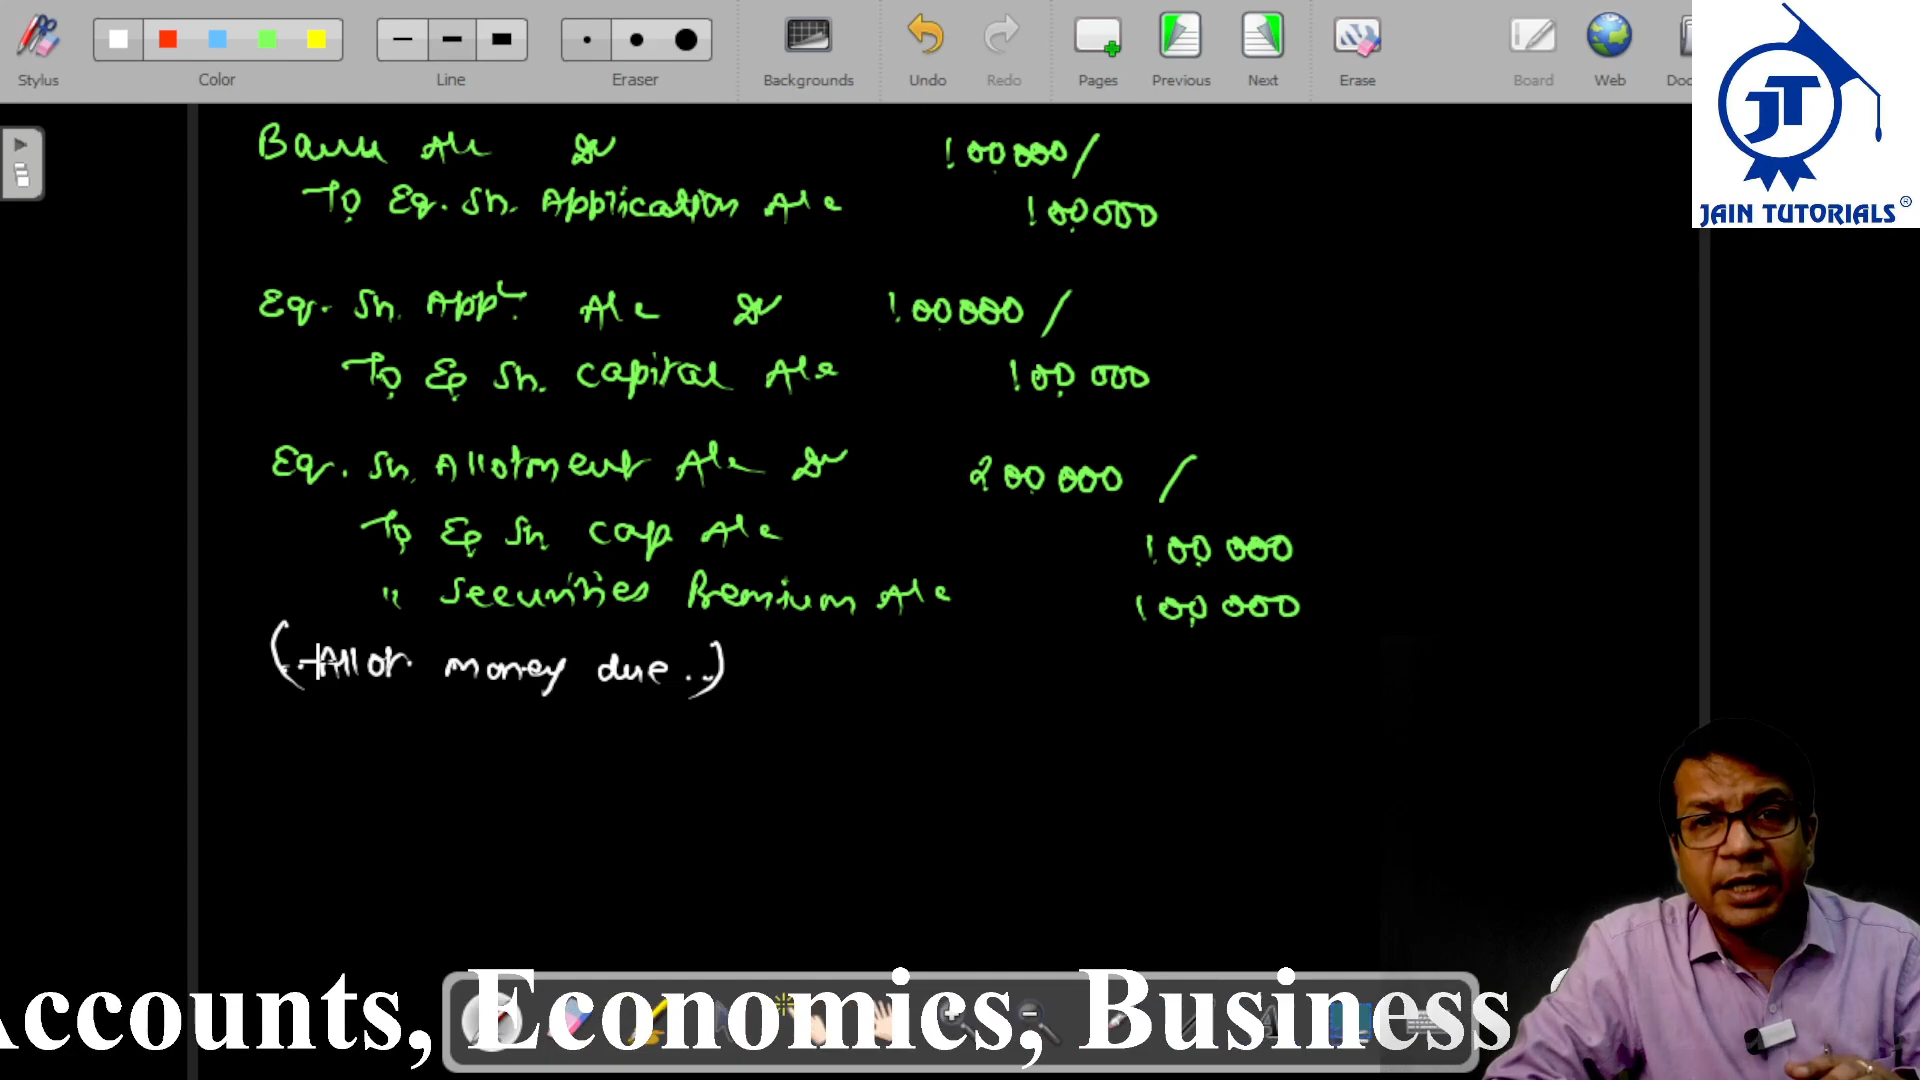 Stylus Color Line Eraser Backgrounds Undo Redo Pages Previous Next Erase Board Web
JT
JAIN TUTORIALS®
Bank A/c Dr 1,00,000/
To Eq. Sh. Application A/c 1,00,000
Eq. Sh. Appl. A/c Dr 1,00,000/
To Eq Sh. Capital A/c 1,00,000
Eq. Sh. Allotment A/c Dr 2,00,000/
To Eq Sh Cap A/c 1,00,000
" Securities Premium A/c 1,00,000
(Allot. money due..)
Accounts, Economics, Business